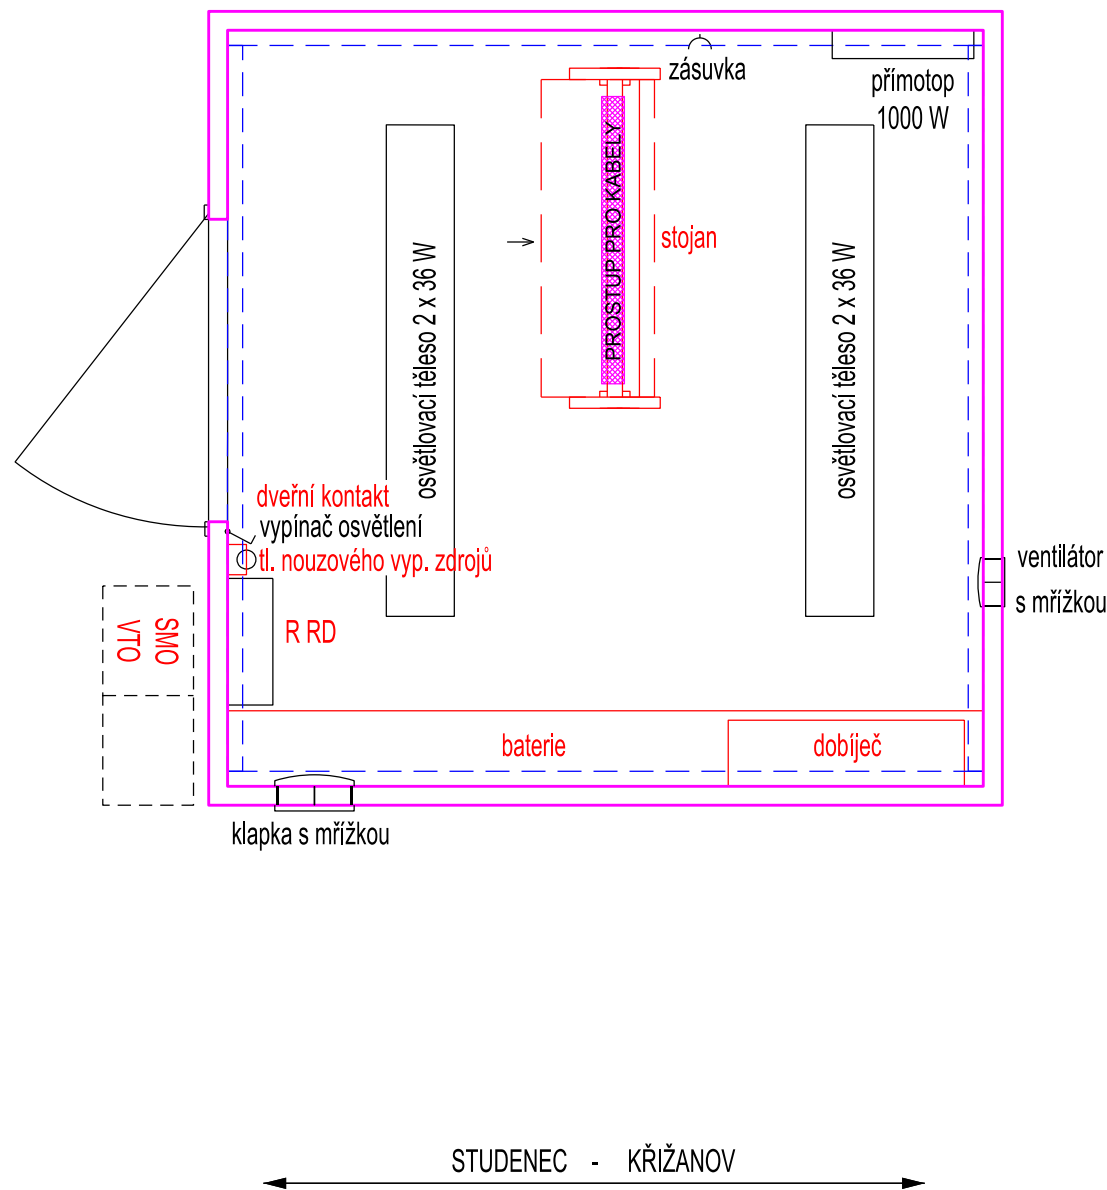 zásuvka
přímotop
1000 W
PROSTUP PRO KABELY
stojan
osvětlovací těleso 2 x 36 W
osvětlovací těleso 2 x 36 W
dveřní kontakt
vypínač osvětlení
tl. nouzového vyp. zdrojů
ventilátor
s mřížkou
R RD
SMO
VTO
baterie
dobíječ
klapka s mřížkou
STUDENEC - KŘIŽANOV